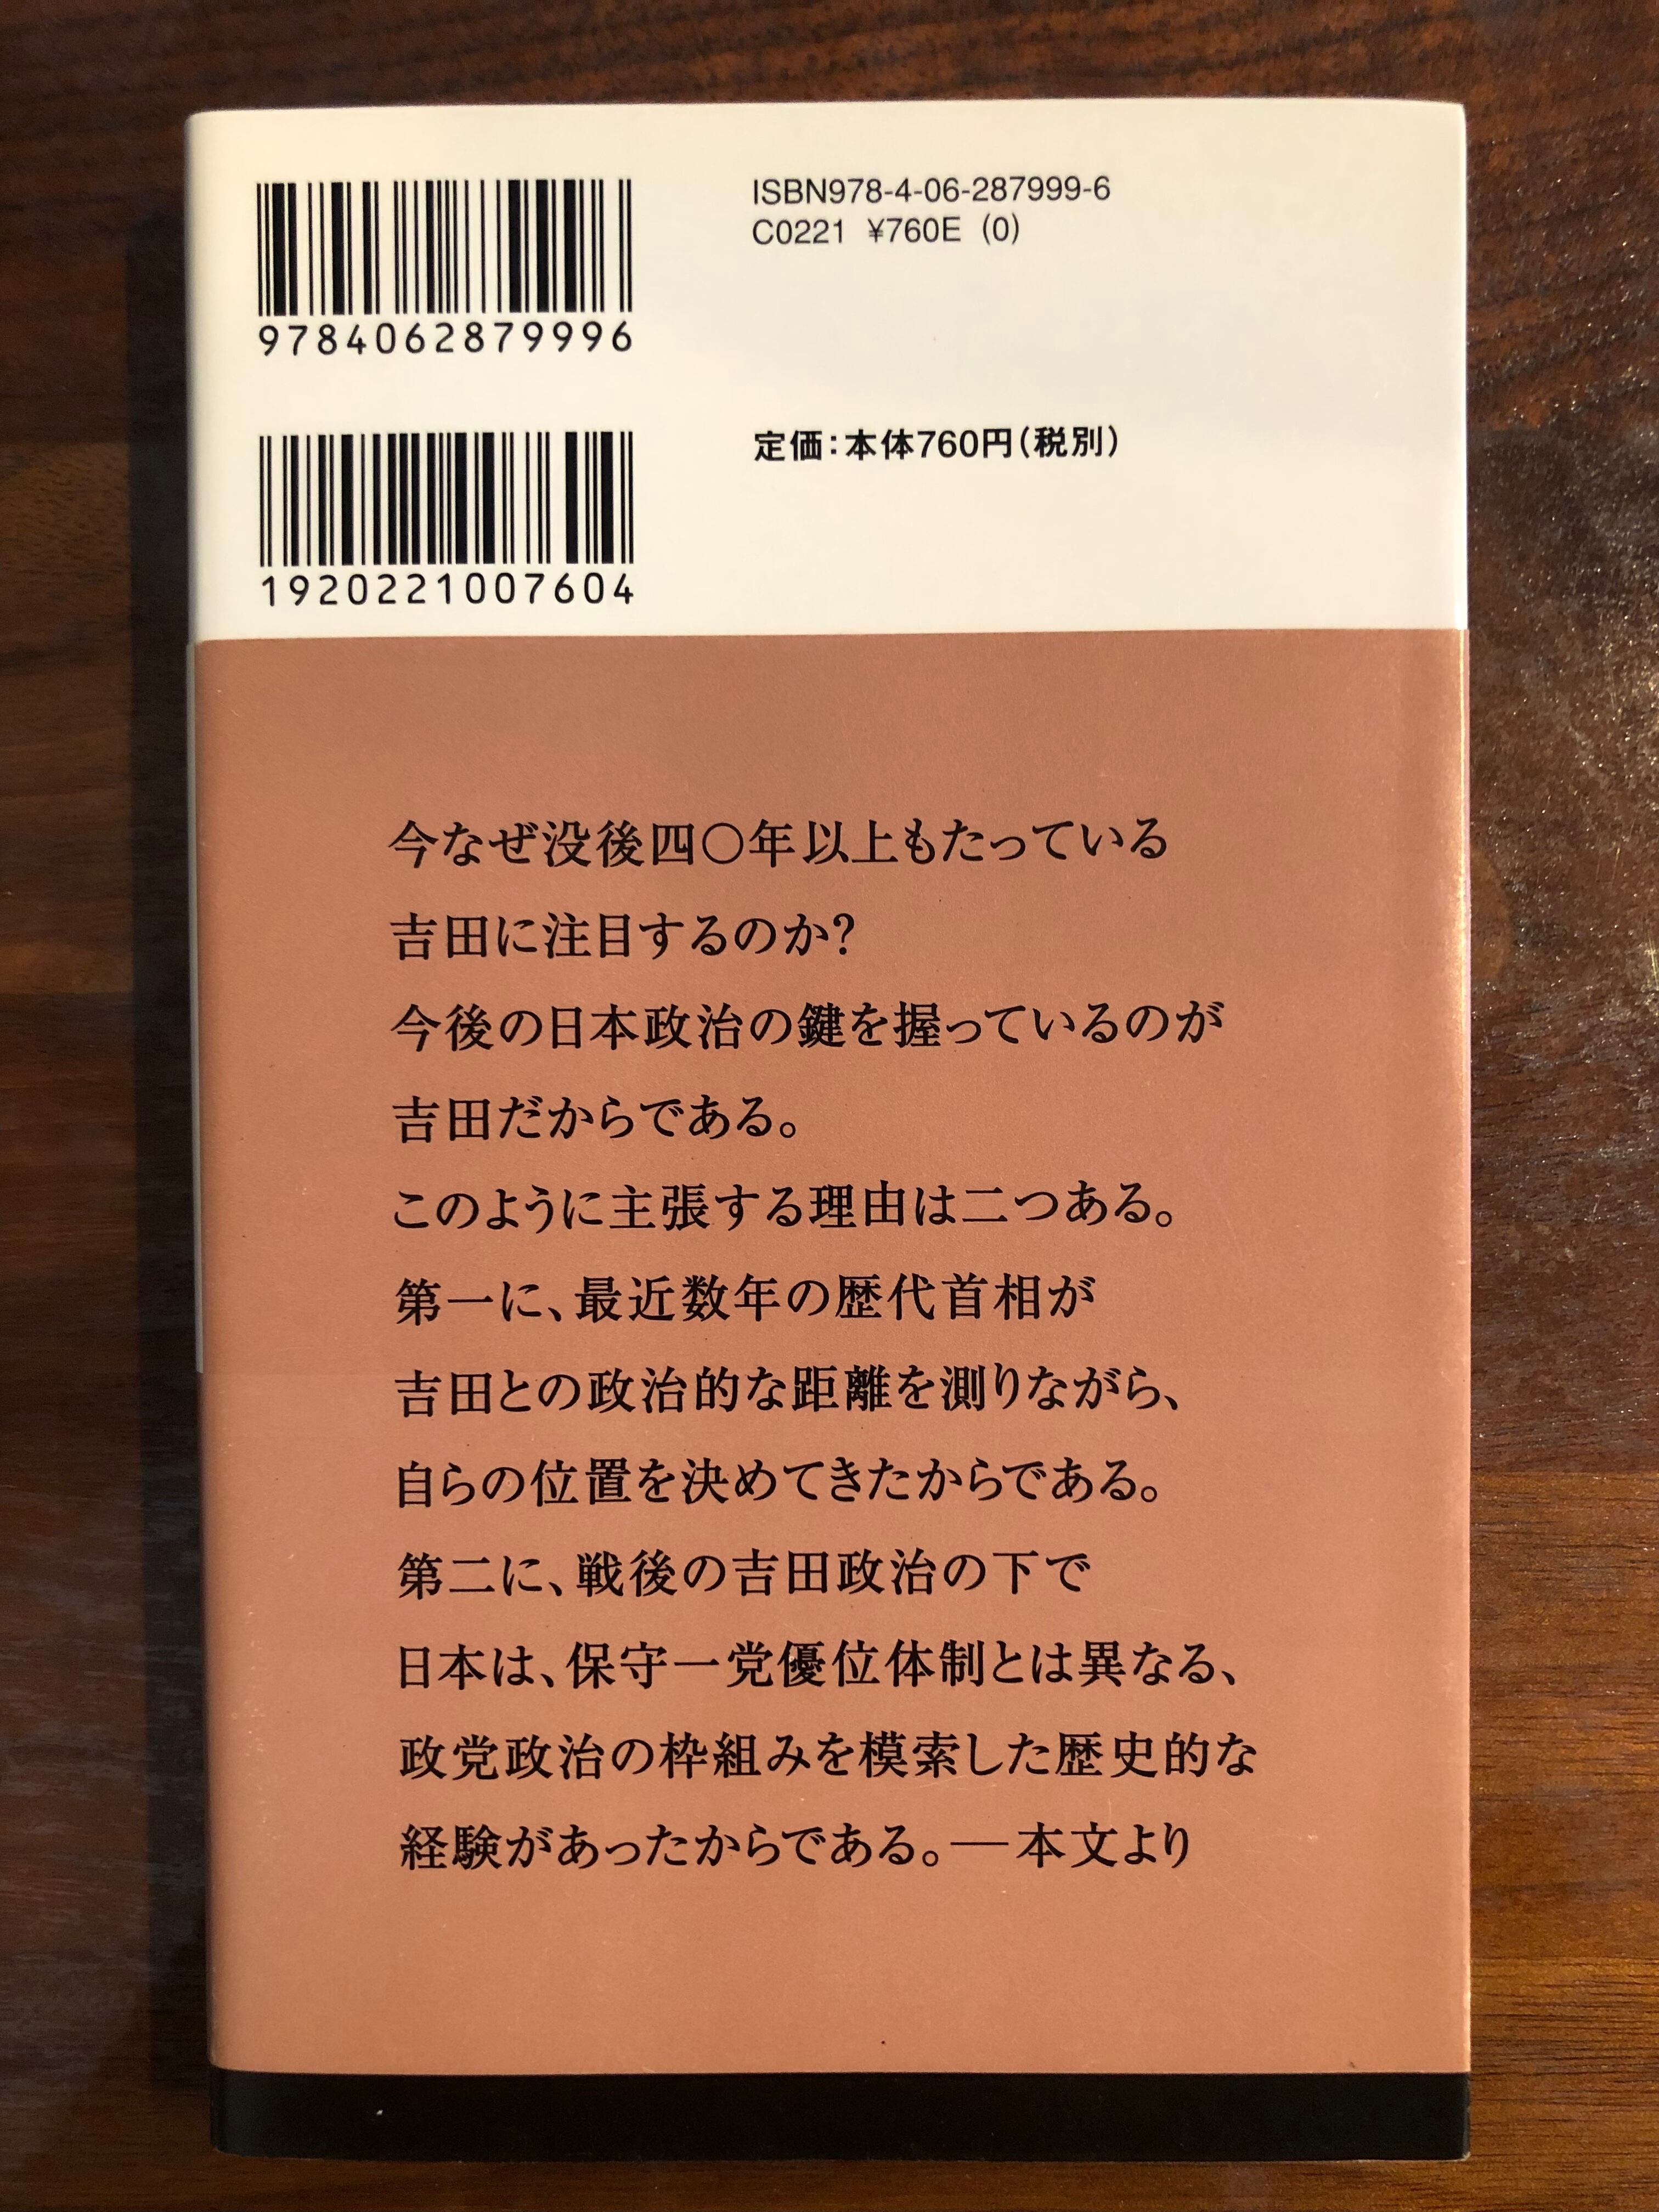 9784062879996
ISBN978-4-06-287999-6
C0221 ¥760E (0)
1920221007604
定価：本体760円（税別）
今なぜ没後四〇年以上もたっている
吉田に注目するのか？
今後の日本政治の鍵を握っているのが
吉田だからである。
このように主張する理由は二つある。
第一に、最近数年の歴代首相が
吉田との政治的な距離を測りながら、
自らの位置を決めてきたからである。
第二に、戦後の吉田政治の下で
日本は、保守一党優位体制とは異なる、
政党政治の枠組みを模索した歴史的な
経験があったからである。―本文より